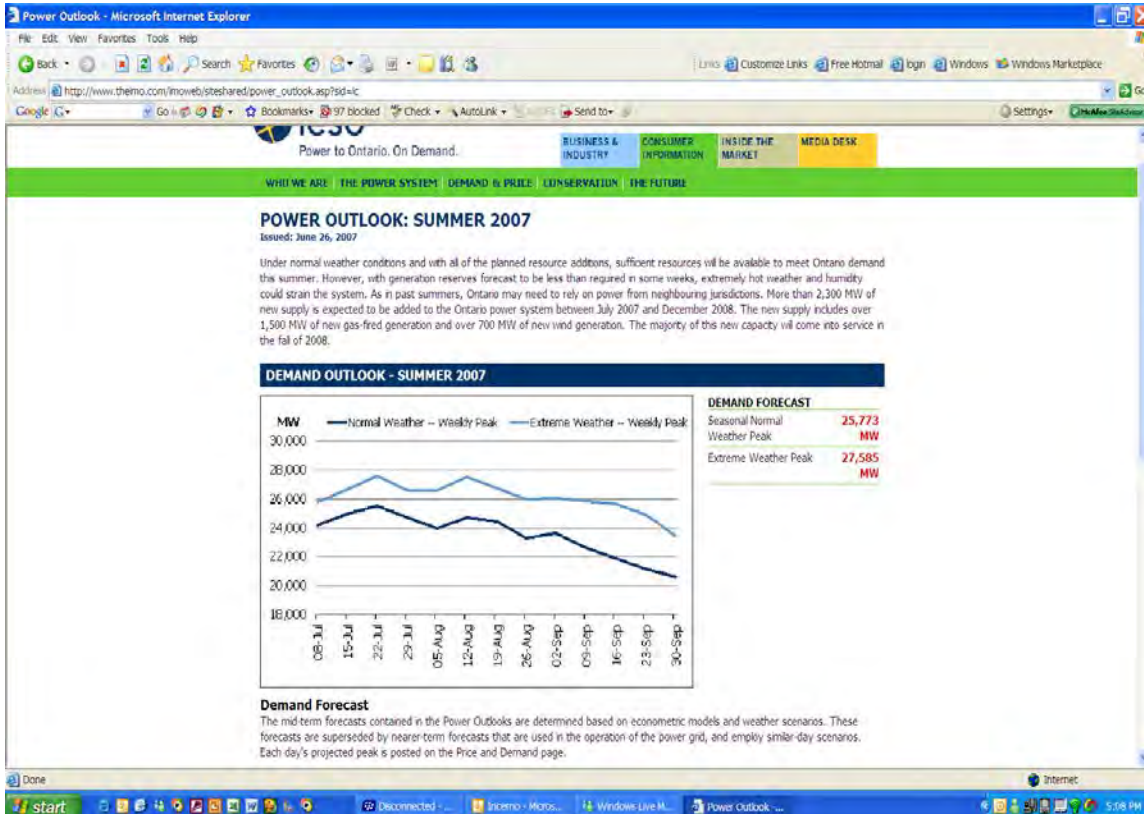 Power Outlook - Microsoft Internet Explorer
File Edit View Favorites Tools Help
Back Search Favorites
Links Customize Links Free Hotmail login Windows Windows Marketplace
Address http://www.theimo.com/imoweb/siteshared/power_outlook.asp?sid=ic Go
Google G Go Bookmarks 97 blocked Check AutoLink Send to Settings McAfee SiteAdvisor
ieso
Power to Ontario. On Demand.
BUSINESS & INDUSTRY CONSUMER INFORMATION INSIDE THE MARKET MEDIA DESK
WHO WE ARE THE POWER SYSTEM DEMAND & PRICE CONSERVATION THE FUTURE
POWER OUTLOOK: SUMMER 2007
Issued: June 26, 2007
Under normal weather conditions and with all of the planned resource additions, sufficient resources will be available to meet Ontario demand
this summer. However, with generation reserves forecast to be less than required in some weeks, extremely hot weather and humidity
could strain the system. As in past summers, Ontario may need to rely on power from neighbouring jurisdictions. More than 2,300 MW of
new supply is expected to be added to the Ontario power system between July 2007 and December 2008. The new supply includes over
1,500 MW of new gas-fired generation and over 700 MW of new wind generation. The majority of this new capacity will come into service in
the fall of 2008.
DEMAND OUTLOOK - SUMMER 2007
MW Normal Weather -- Weekly Peak Extreme Weather -- Weekly Peak
30,000
28,000
26,000
24,000
22,000
20,000
18,000
08-Jul 15-Jul 22-Jul 29-Jul 05-Aug 12-Aug 19-Aug 26-Aug 02-Sep 09-Sep 16-Sep 23-Sep 30-Sep
DEMAND FORECAST
Seasonal Normal 25,773
Weather Peak MW
Extreme Weather Peak 27,585
MW
Demand Forecast
The mid-term forecasts contained in the Power Outlooks are determined based on econometric models and weather scenarios. These
forecasts are superseded by nearer-term forecasts that are used in the operation of the power grid, and employ similar-day scenarios.
Each day's projected peak is posted on the Price and Demand page.
Done Internet
start Disconnected - ... Incemo - Micros... Windows Live M... Power Outlook -... 5:08 PM